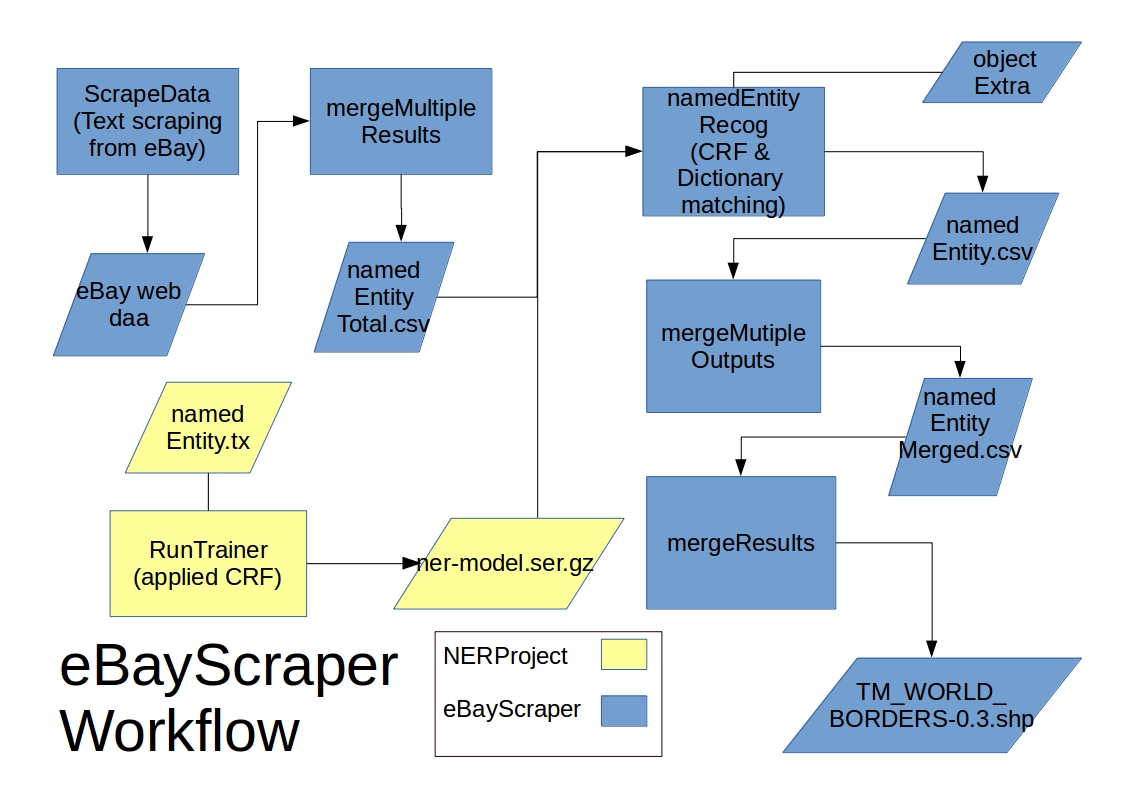 ScrapeData
(Text scraping
from eBay)
mergeMultiple
Results
namedEntity
Recog
(CRF &
Dictionary
matching)
object
Extra
eBay web
daa
named
Entity
Total.csv
named
Entity.csv
mergeMutiple
Outputs
named
Entity
Merged.csv
named
Entity.tx
RunTrainer
(applied CRF)
ner-model.ser.gz
mergeResults
TM_WORLD_
BORDERS-0.3.shp
eBayScraper
Workflow
NERProject
eBayScraper